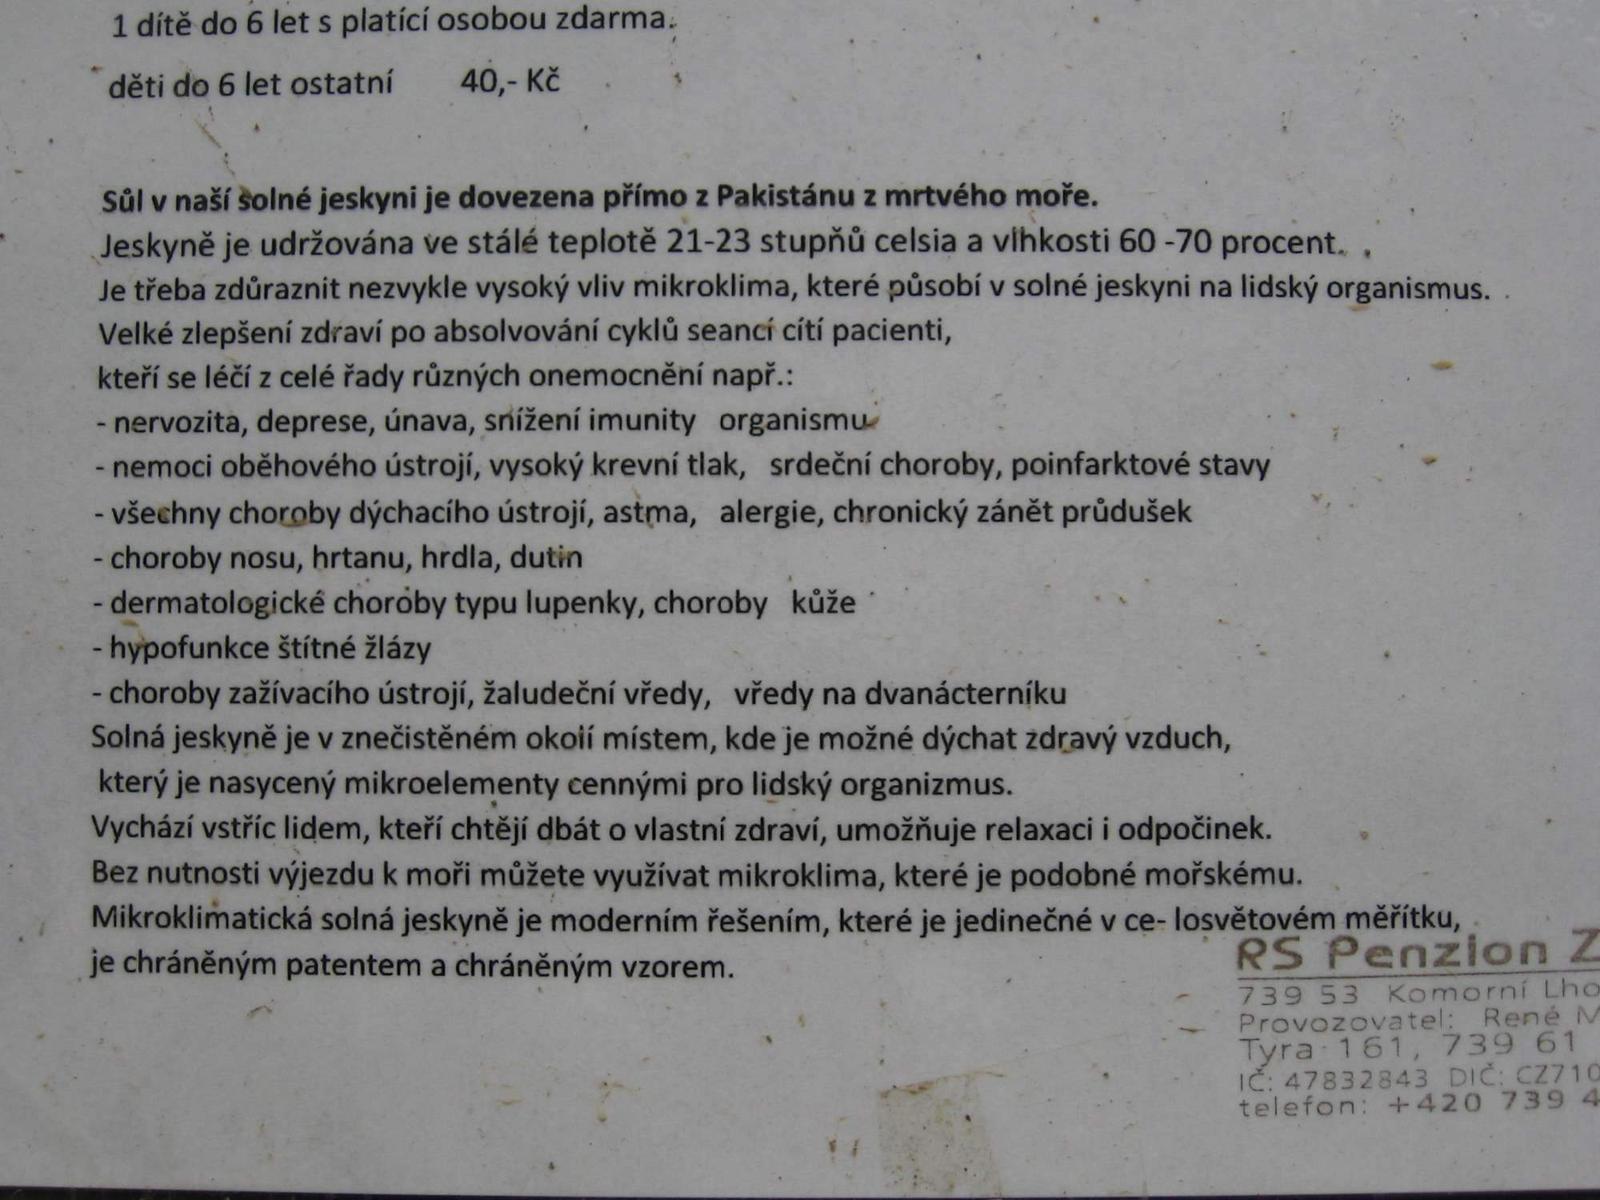 1 dítě do 6 let s platící osobou zdarma.
děti do 6 let ostatní 40,- Kč
Sůl v naší solné jeskyni je dovezena přímo z Pakistánu z mrtvého moře.
Jeskyně je udržována ve stálé teplotě 21-23 stupňů celsia a vlhkosti 60 -70 procent.
Je třeba zdůraznit nezvykle vysoký vliv mikroklima, které působí v solné jeskyni na lidský organismus.
Velké zlepšení zdraví po absolvování cyklů seancí cítí pacienti,
kteří se léčí z celé řady různých onemocnění např.:
- nervozita, deprese, únava, snížení imunity organismu
- nemoci oběhového ústrojí, vysoký krevní tlak, srdeční choroby, poinfarktové stavy
- všechny choroby dýchacího ústrojí, astma, alergie, chronický zánět průdušek
- choroby nosu, hrtanu, hrdla, dutin
- dermatologické choroby typu lupenky, choroby kůže
- hypofunkce štítné žlázy
- choroby zažívacího ústrojí, žaludeční vředy, vředy na dvanácterníku
Solná jeskyně je v znečistěném okolí místem, kde je možné dýchat zdravý vzduch,
který je nasycený mikroelementy cennými pro lidský organizmus.
Vychází vstříc lidem, kteří chtějí dbát o vlastní zdraví, umožňuje relaxaci i odpočinek.
Bez nutnosti výjezdu k moři můžete využívat mikroklima, které je podobné mořskému.
Mikroklimatická solná jeskyně je moderním řešením, které je jedinečné v ce- losvětovém měřítku,
je chráněným patentem a chráněným vzorem.
RS Penzion Z
739 53 Komorní Lho
Provozovatel: René M
Tyra 161, 739 61
IČ: 47832843 DIČ: CZ710
telefon: +420 739 4